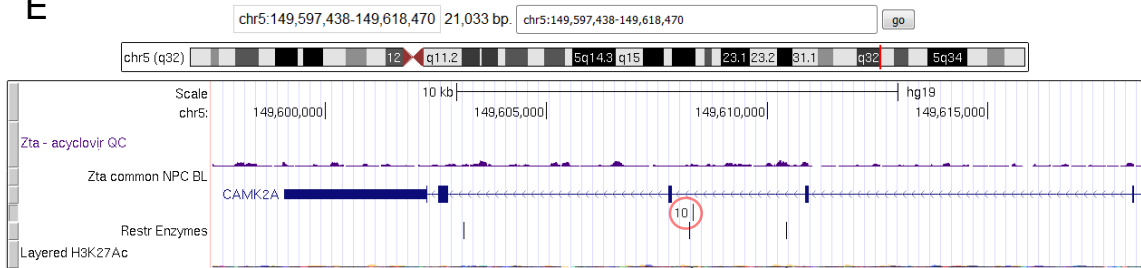 E
chr5:149,597,438-149,618,470 21,033 bp. chr5:149,597,438-149,618,470 go
chr5 (q32) 12 q11.2 5q14.3 q15 23.1 23.2 31.1 q32 5q34
Scale 10 kb hg19
chr5: 149,600,000 149,605,000 149,610,000 149,615,000
Zta - acyclovir QC
Zta common NPC BL
CAMK2A
10
Restr Enzymes
Layered H3K27Ac